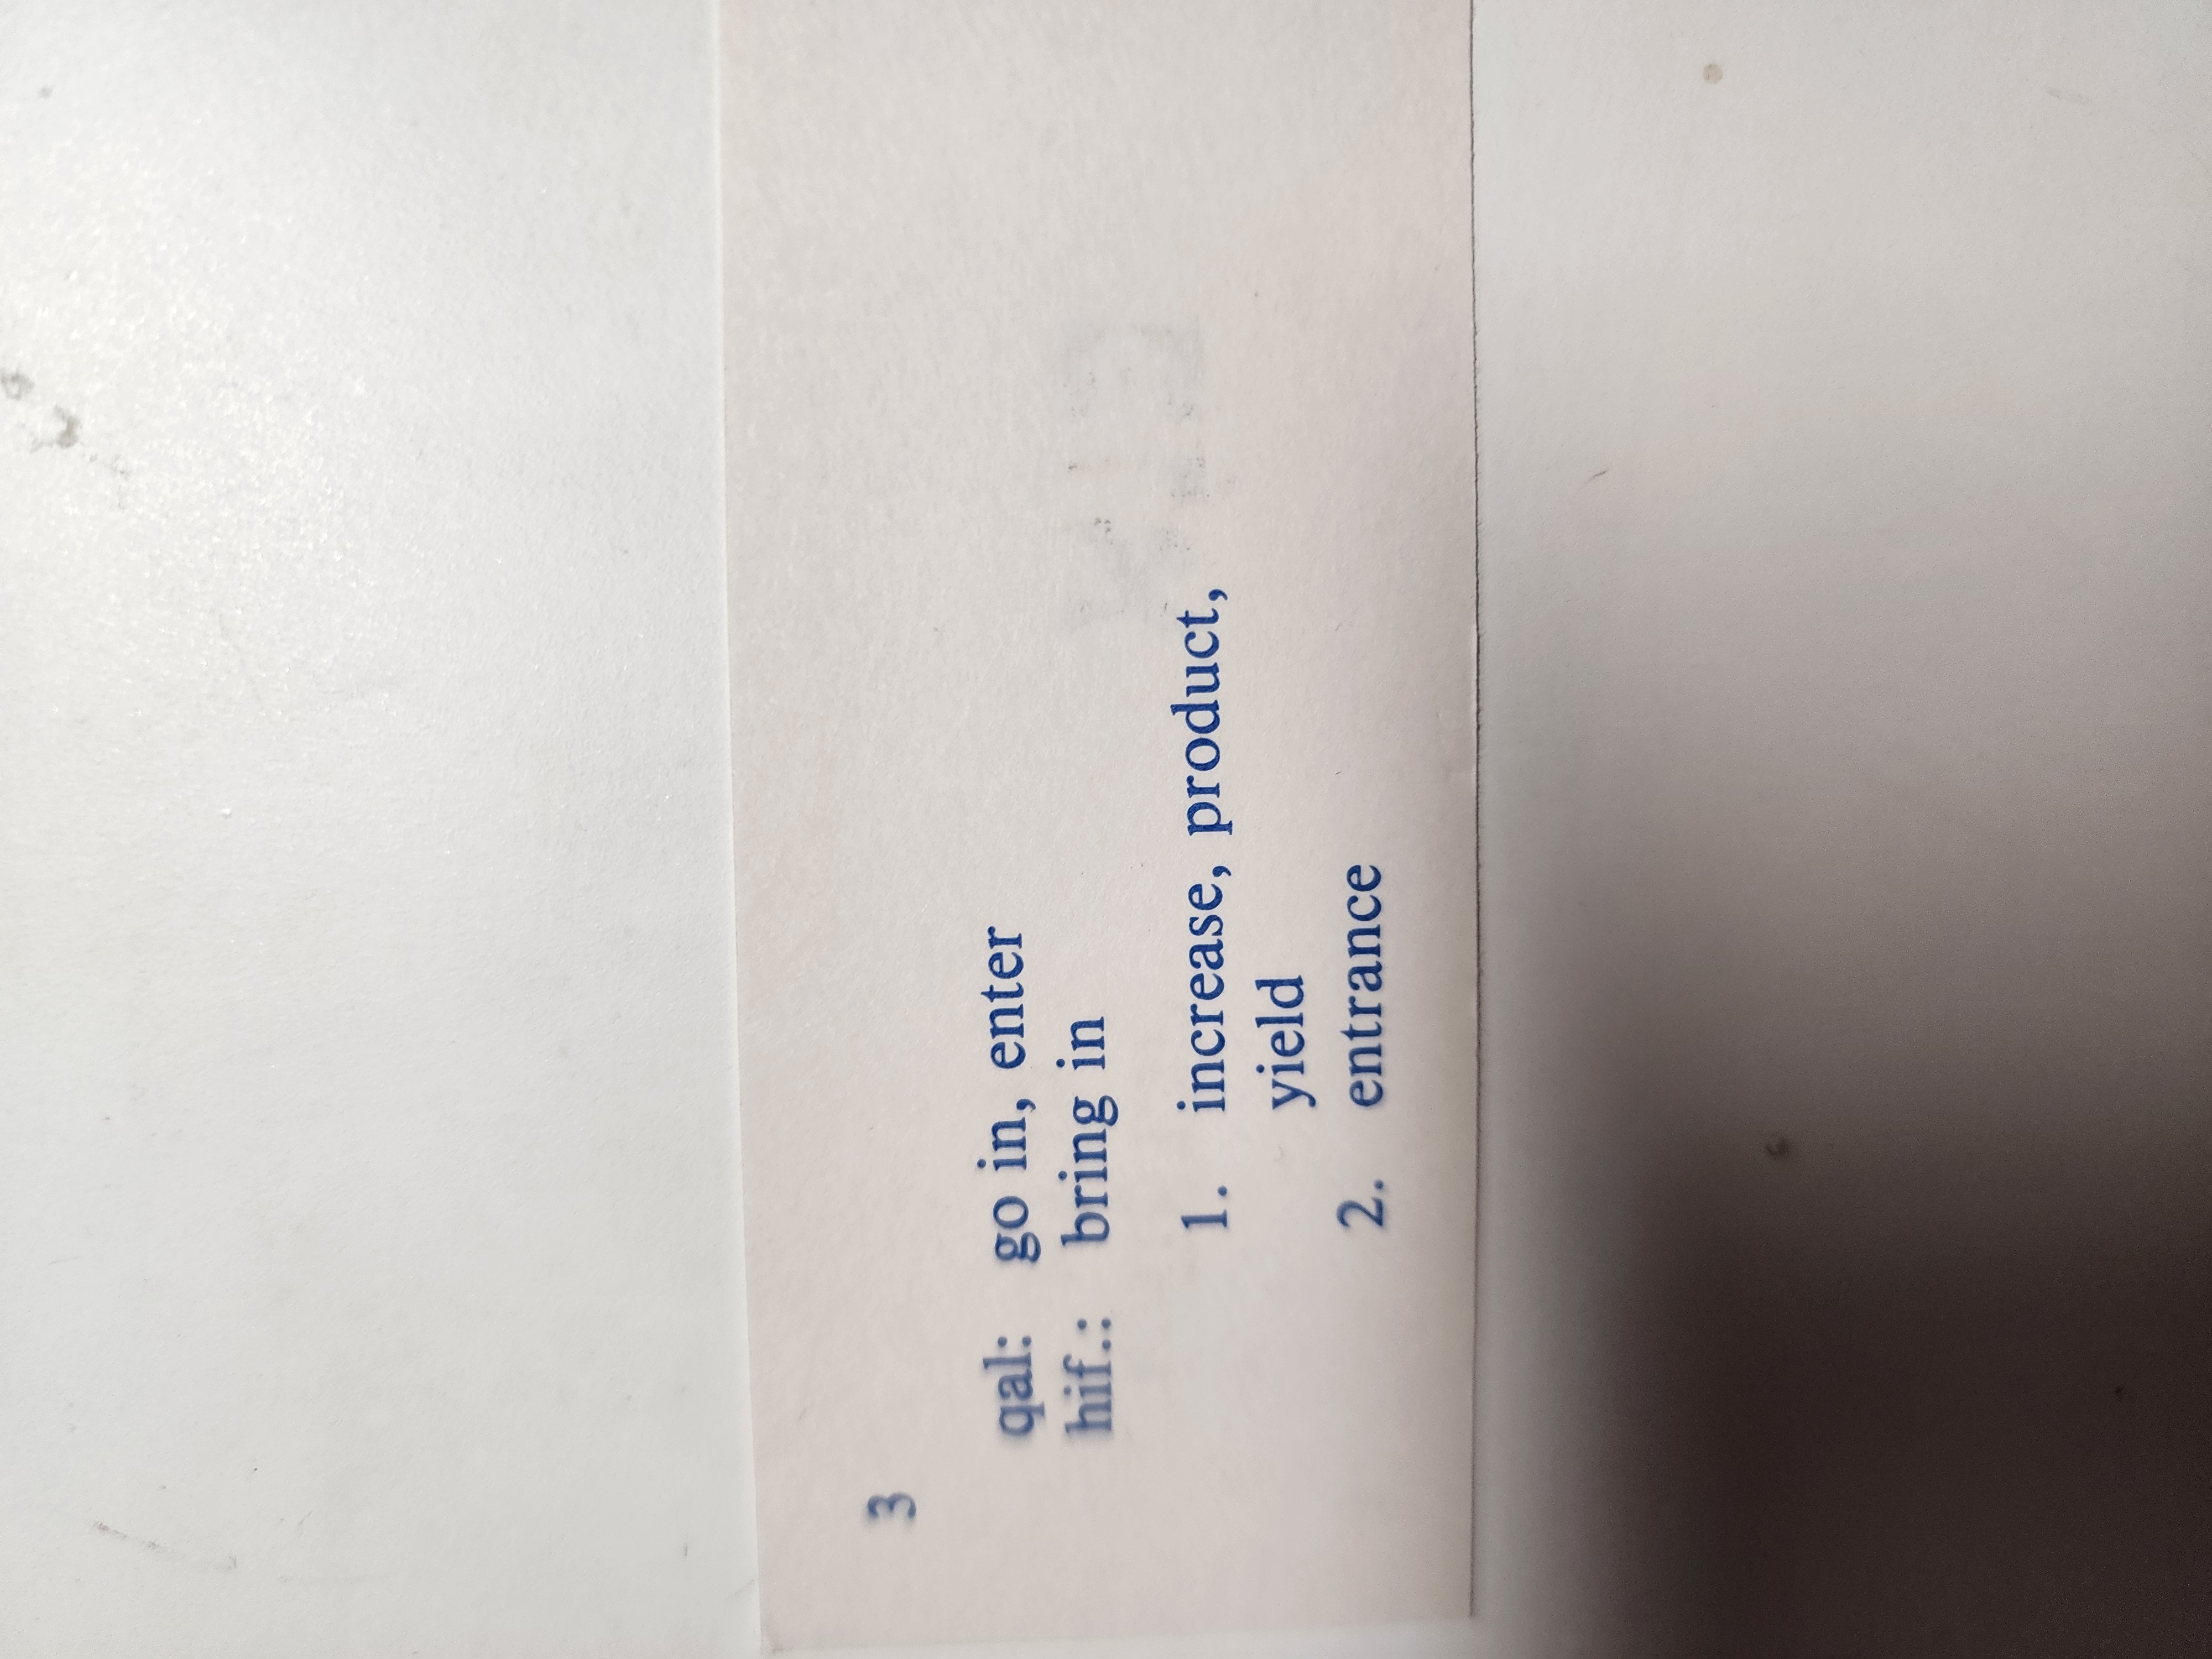 3
qal: go in, enter
hif.: bring in
1. increase, product,
yield
2. entrance